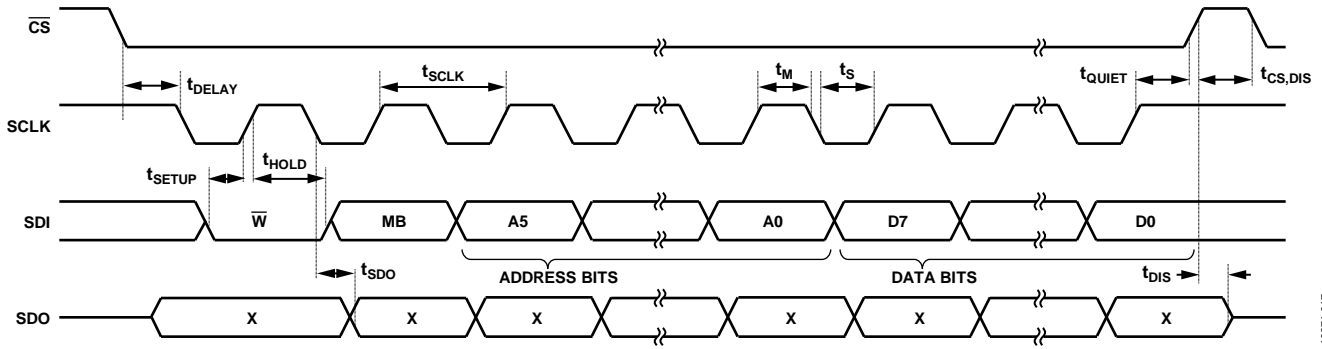 CS
tDELAY
tSCLK
tM
tS
tQUIET
tCS,DIS
SCLK
tSETUP
tHOLD
SDI
W
MB
A5
A0
D7
D0
tSDO
ADDRESS BITS
DATA BITS
tDIS
SDO
X
X
X
X
X
X